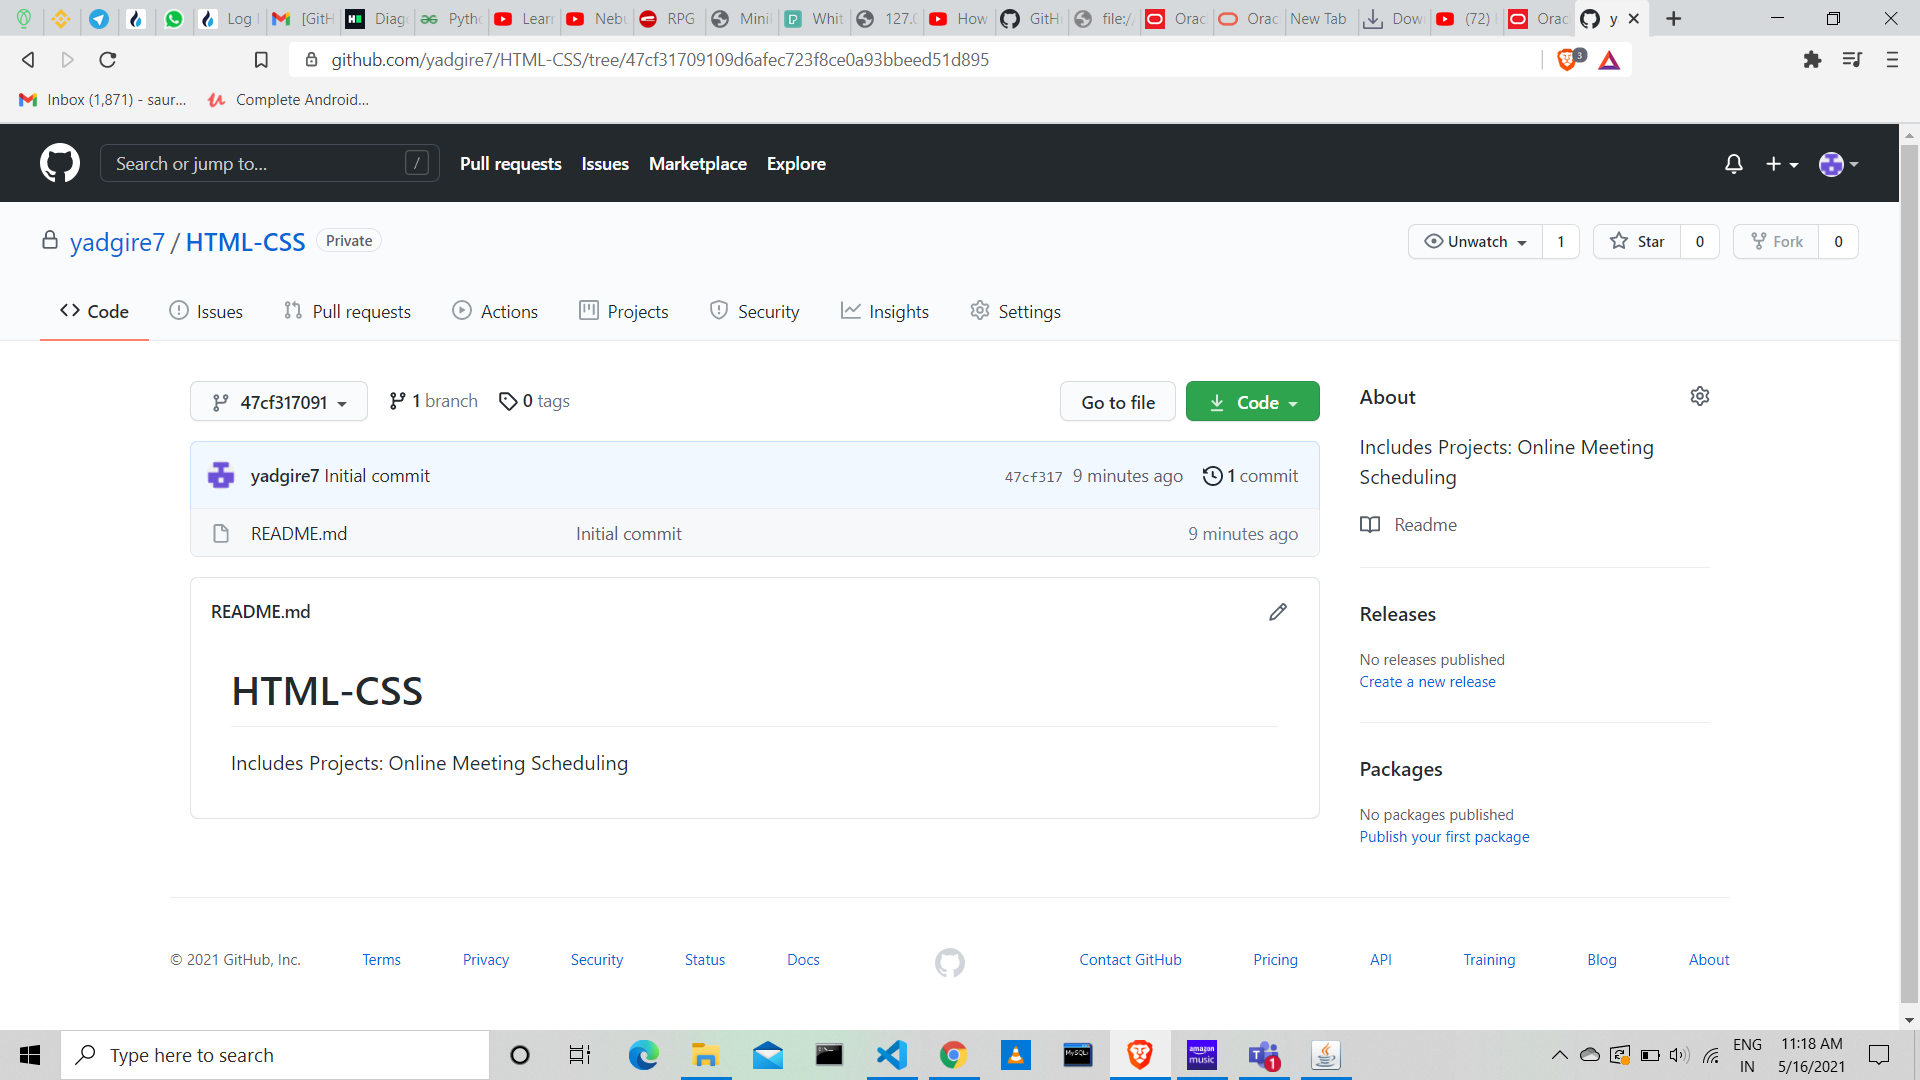 Log
[GitH
Diago
Pytho
Learn
Nebu
RPG
Mini
Whit
127.0
How
GitH
file:/
Orac
Orac
New Tab
Dow
(72)
Orac
y
github.com/yadgire7/HTML-CSS/tree/47cf31709109d6afec723f8ce0a93bbeed51d895
3
Inbox (1,871) - saur...
Complete Android...
Search or jump to...
/
Pull requests
Issues
Marketplace
Explore
yadgire7 / HTML-CSS
Private
Unwatch
1
Star
0
Fork
0
Code
Issues
Pull requests
Actions
Projects
Security
Insights
Settings
47cf317091
1 branch
0 tags
Go to file
Code
yadgire7 Initial commit
47cf317
9 minutes ago
1 commit
README.md
Initial commit
9 minutes ago
README.md
HTML-CSS
Includes Projects: Online Meeting Scheduling
About
Includes Projects: Online Meeting
Scheduling
Readme
Releases
No releases published
Create a new release
Packages
No packages published
Publish your first package
© 2021 GitHub, Inc.
Terms
Privacy
Security
Status
Docs
Contact GitHub
Pricing
API
Training
Blog
About
Type here to search
MySQL
amazon
music
1
ENG
IN
11:18 AM
5/16/2021